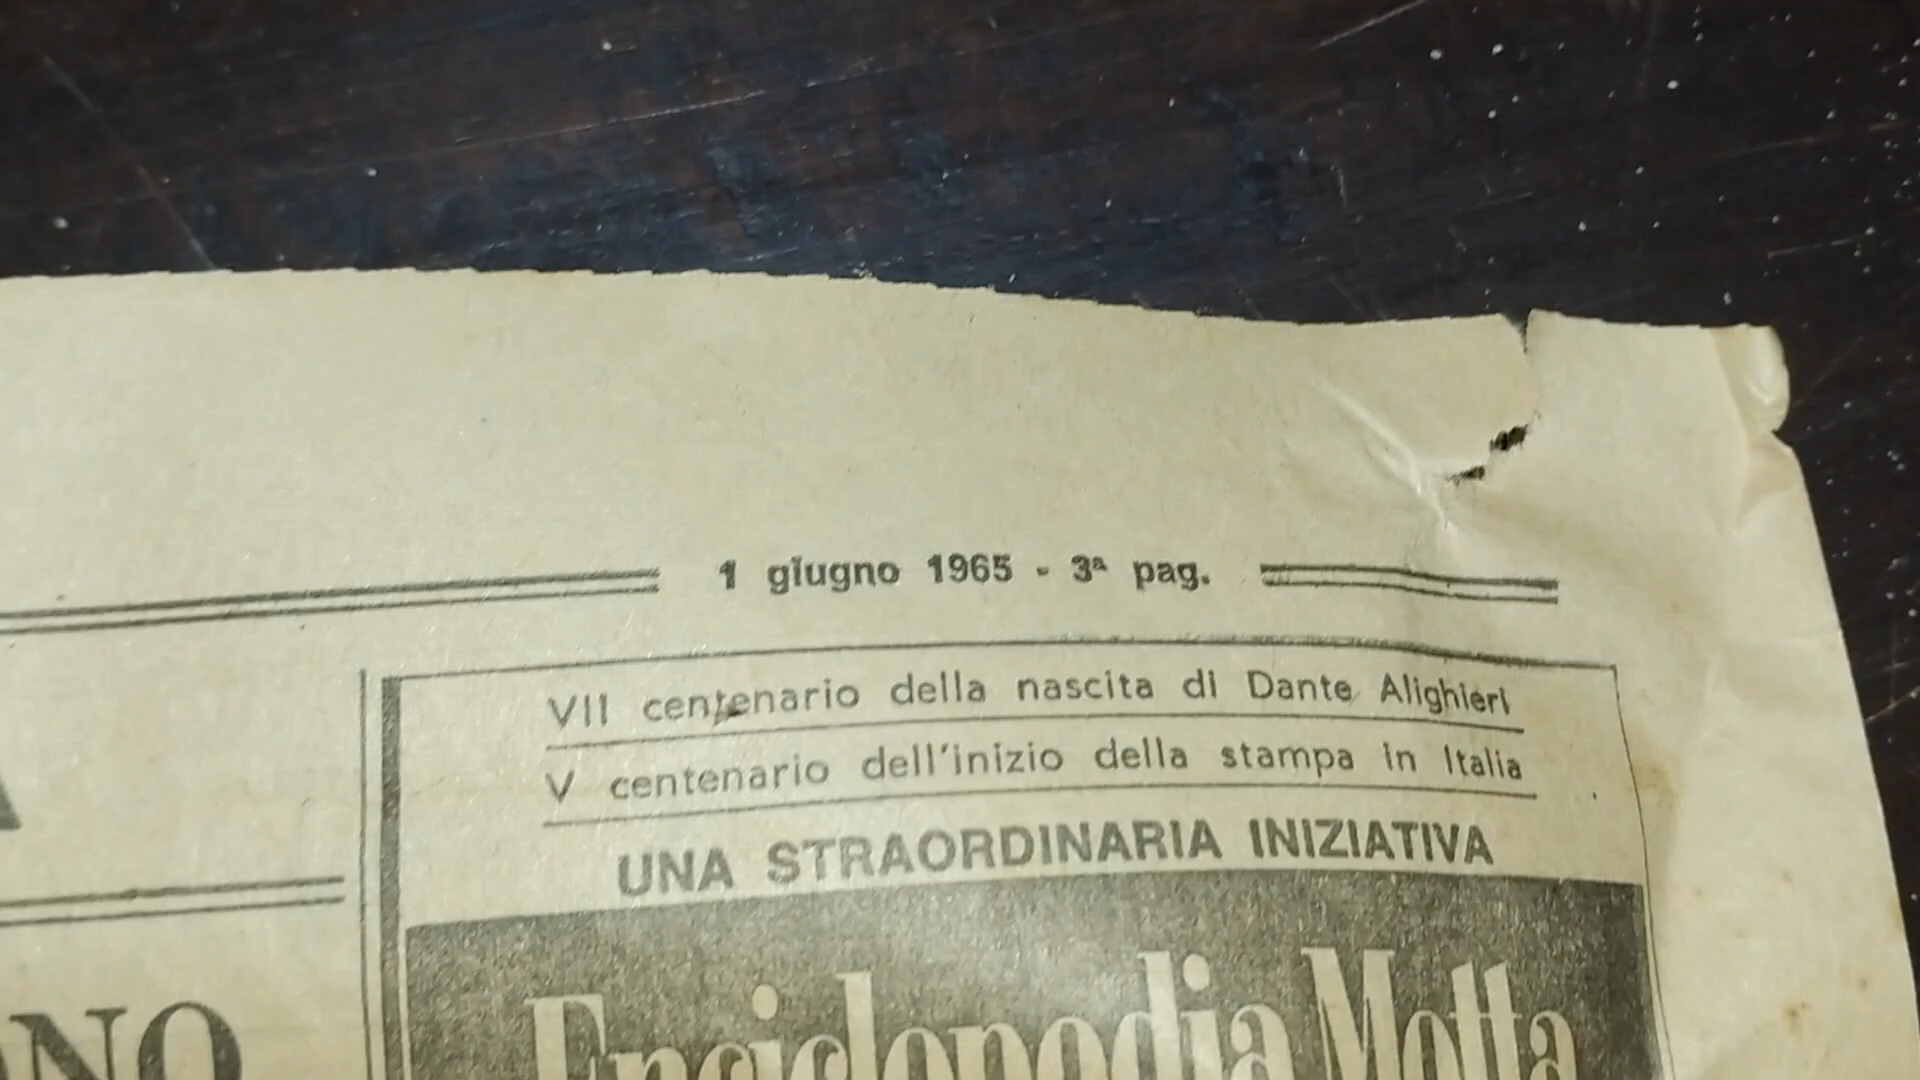 1 giugno 1965 - 3ª pag.
VII centenario della nascita di Dante Alighieri
V centenario dell'inizio della stampa in Italia
UNA STRAORDINARIA INIZIATIVA
Enciclopedia Motta